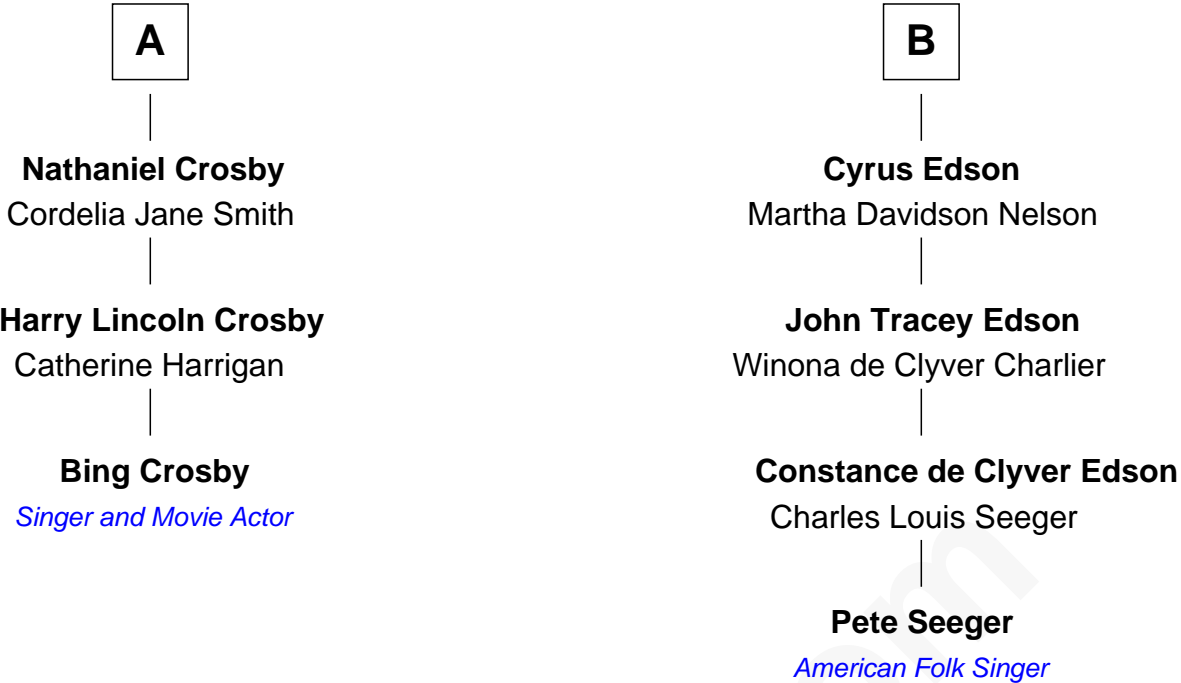 A
Nathaniel Crosby
Cordelia Jane Smith
Harry Lincoln Crosby
Catherine Harrigan
Bing Crosby
Singer and Movie Actor
B
Cyrus Edson
Martha Davidson Nelson
John Tracey Edson
Winona de Clyver Charlier
Constance de Clyver Edson
Charles Louis Seeger
Pete Seeger
American Folk Singer